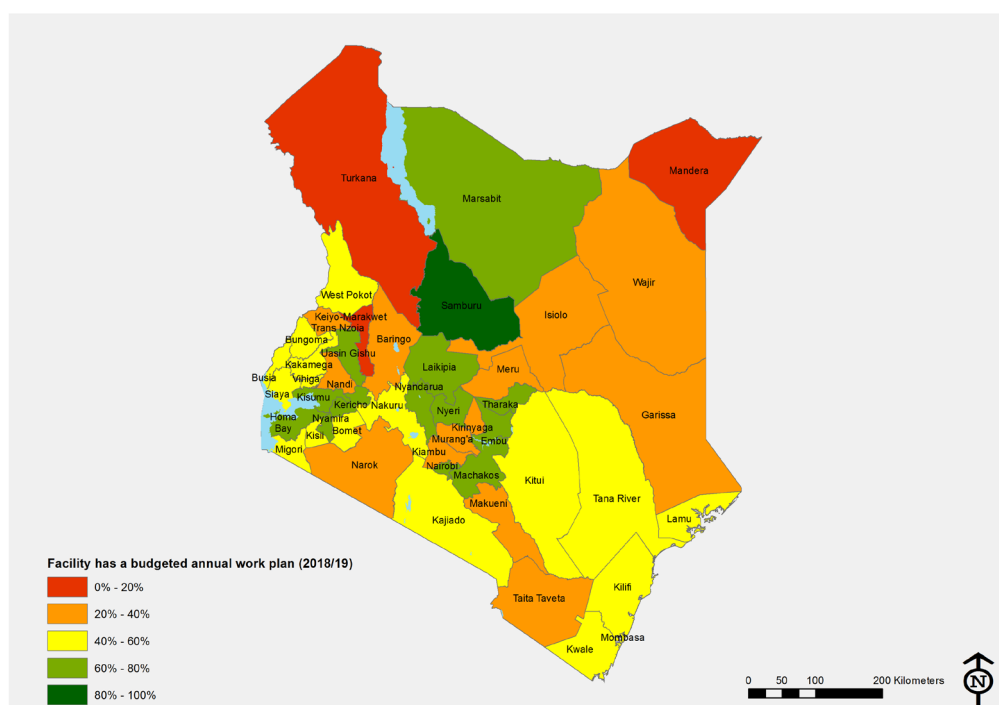 Mandera
Turkana
Marsabit
Wajir
West Pokot
Samburu
Isiolo
Keiyo-Marakwet
Trans Nzoia
Bungoma
Baringo
Uasin Gishu
Kakamega
Laikipia
Meru
Busia
Vihiga
Nandi
Nyandarua
Siaya
Kisumu
Kericho
Nakuru
Tharaka
Nyeri
Garissa
Homa
Bay
Nyamira
Kirinyaga
Kisii
Bomet
Murang'a
Embu
Migori
Kiambu
Narok
Nairobi
Machakos
Kitui
Tana River
Makueni
Kajiado
Lamu
Kilifi
Taita Taveta
Mombasa
Kwale
Facility has a budgeted annual work plan (2018/19)
0% - 20%
20% - 40%
40% - 60%
60% - 80%
80% - 100%
0 50 100 200 Kilometers
N